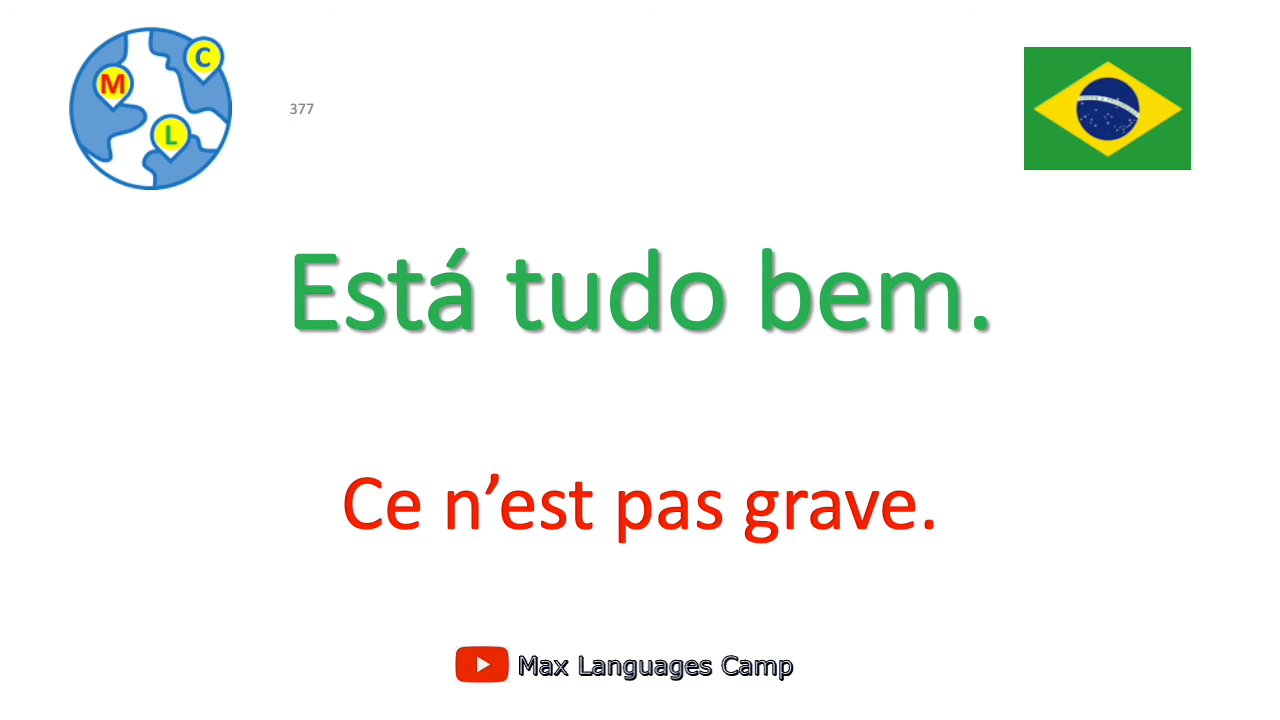 C
M
L
377
Está tudo bem.
Ce n’est pas grave.
Max Languages Camp